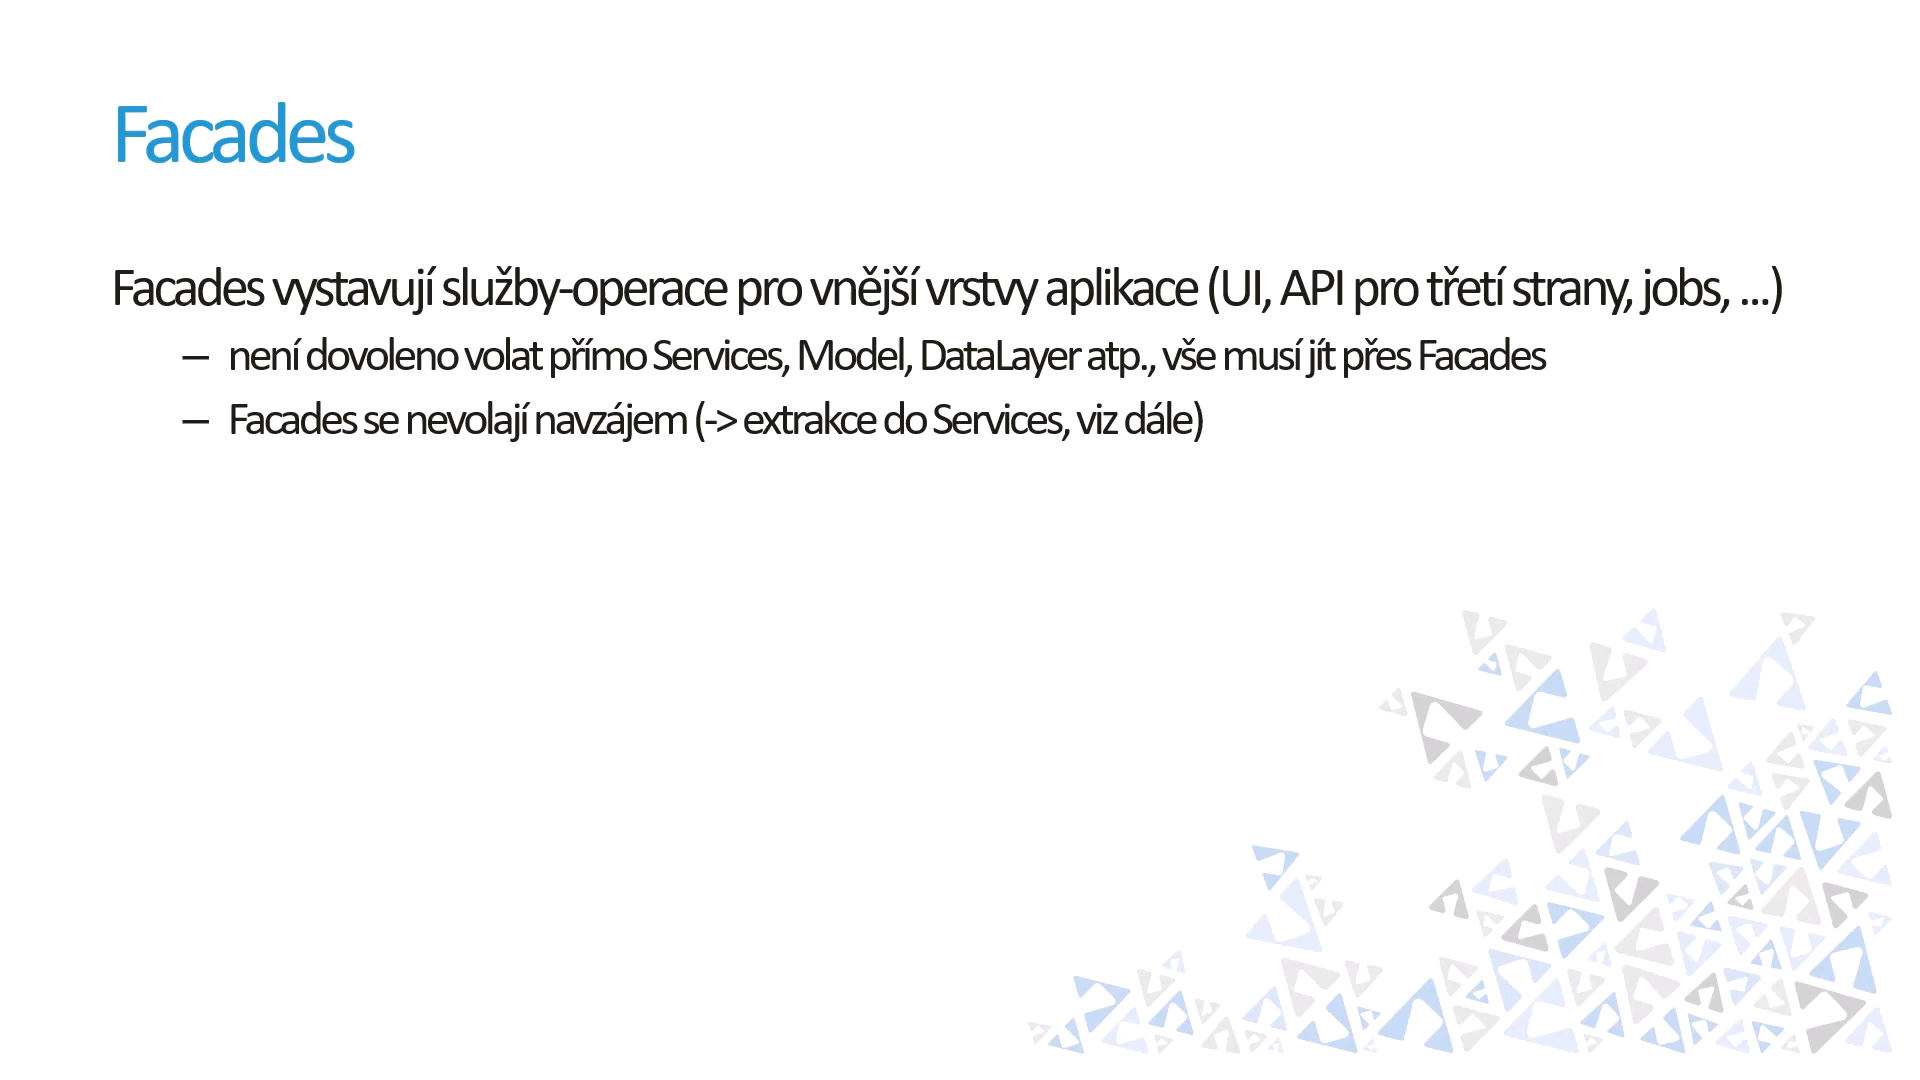 Facades
Facades vystavují služby-operace pro vnější vrstvy aplikace (UI, API pro třetí strany, jobs, ...)
– není dovoleno volat přímo Services, Model, DataLayer atp., vše musí jít přes Facades
– Facades se nevolají navzájem (-> extrakce do Services, viz dále)